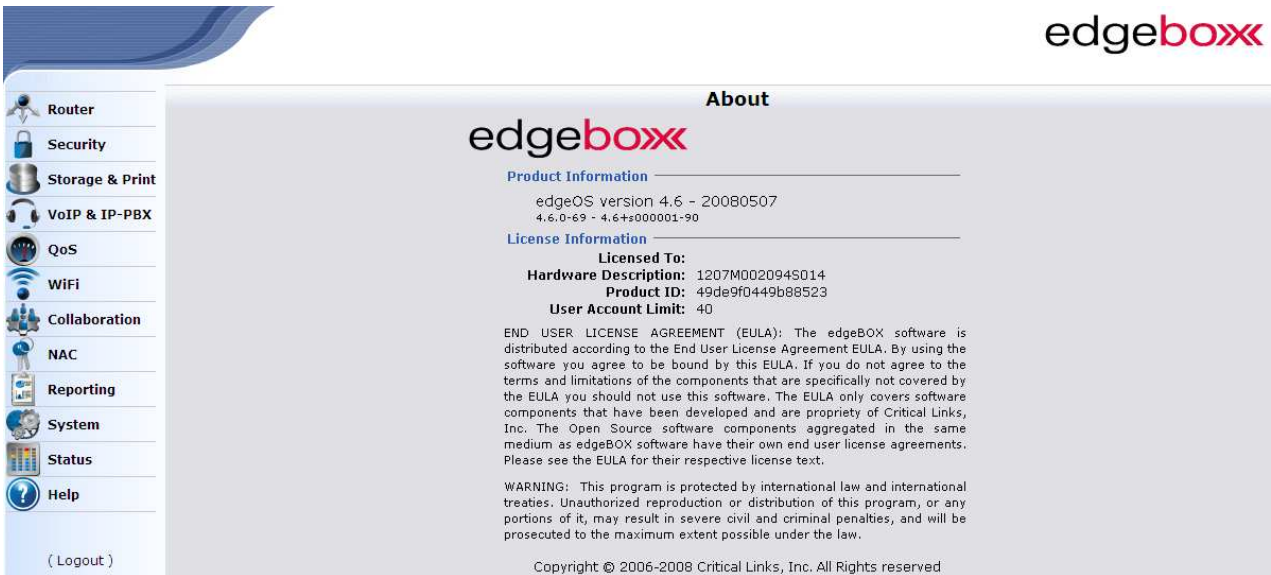 edgeboxx
Router
Security
Storage & Print
VoIP & IP-PBX
QoS
WiFi
Collaboration
NAC
Reporting
System
Status
Help
( Logout )
About
edgeboxx
Product Information
edgeOS version 4.6 - 20080507
4.6.0-69 - 4.6+s000001-90
License Information
Licensed To:
Hardware Description: 1207M002094S014
Product ID: 49de9f0449b88523
User Account Limit: 40
END USER LICENSE AGREEMENT (EULA): The edgeBOX software is
distributed according to the End User License Agreement EULA. By using the
software you agree to be bound by this EULA. If you do not agree to the
terms and limitations of the components that are specifically not covered by
the EULA you should not use this software. The EULA only covers software
components that have been developed and are propriety of Critical Links,
Inc. The Open Source software components aggregated in the same
medium as edgeBOX software have their own end user license agreements.
Please see the EULA for their respective license text.
WARNING: This program is protected by international law and international
treaties. Unauthorized reproduction or distribution of this program, or any
portions of it, may result in severe civil and criminal penalties, and will be
prosecuted to the maximum extent possible under the law.
Copyright © 2006-2008 Critical Links, Inc. All Rights reserved